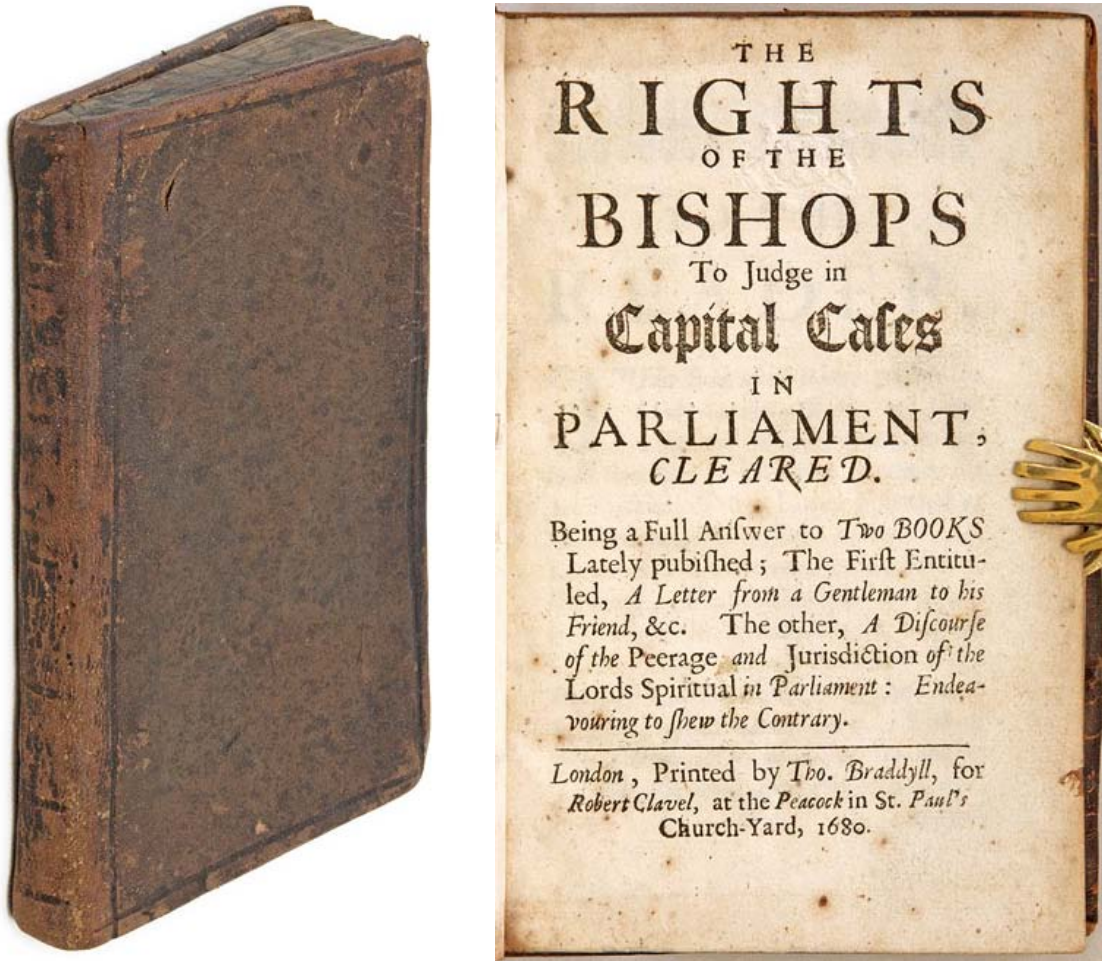 THE
RIGHTS
OF THE
BISHOPS
To Judge in
Capital Caſes
IN
PARLIAMENT,
CLEARED.
Being a Full Anſwer to Two BOOKS
Lately pubiſhed; The Firſt Entitu-
led, A Letter from a Gentleman to his
Friend, &c. The other, A Diſcourſe
of the Peerage and Jurisdiction of the
Lords Spiritual in Parliament: Endea-
vouring to ſhew the Contrary.
London, Printed by Tho. Braddyll, for
Robert Clavel, at the Peacock in St. Paul's
Church-Yard, 1680.